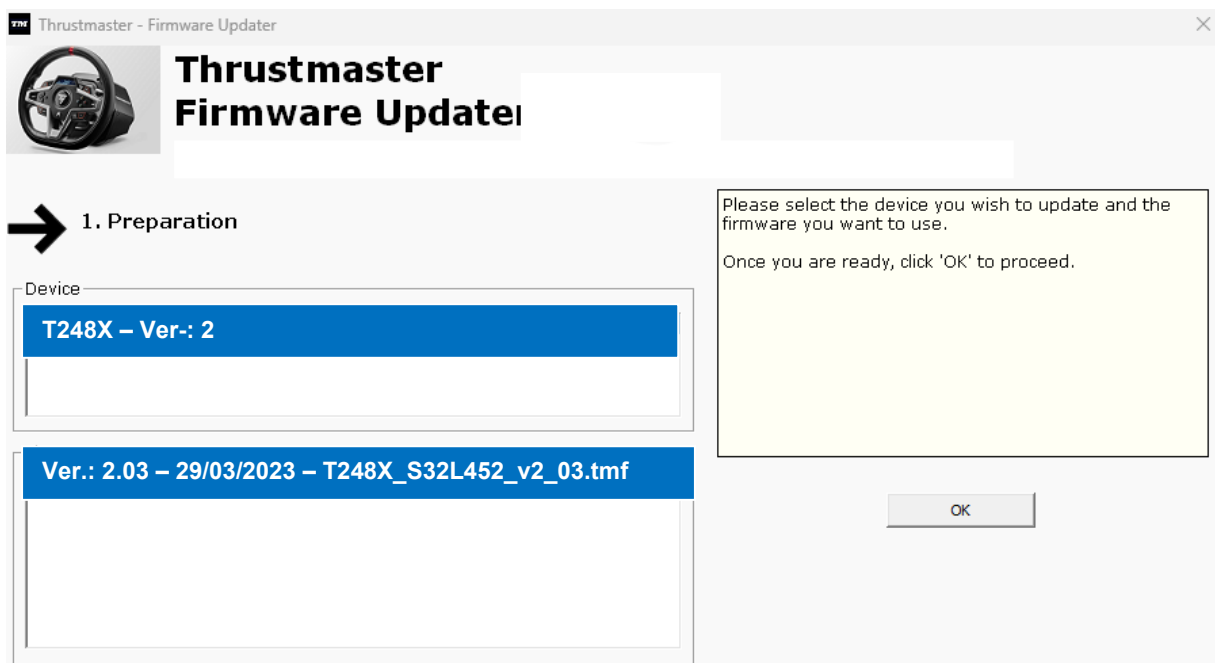 TM Thrustmaster - Firmware Updater
Thrustmaster
Firmware Update
1. Preparation
Device
T248X – Ver-: 2
Ver.: 2.03 – 29/03/2023 – T248X_S32L452_v2_03.tmf
Please select the device you wish to update and the
firmware you want to use.
Once you are ready, click 'OK' to proceed.
OK